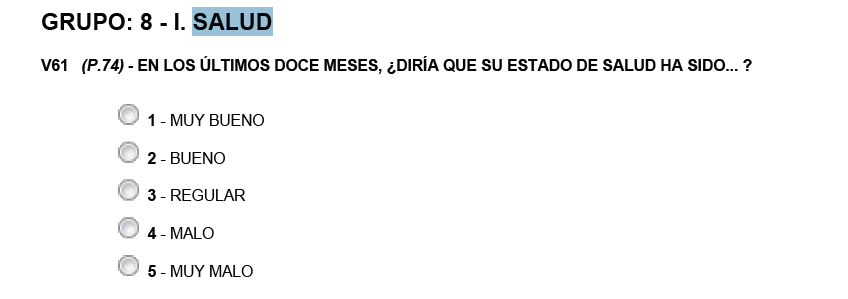 GRUPO: 8 - I. SALUD
V61 (P.74) - EN LOS ÚLTIMOS DOCE MESES, ¿DIRÍA QUE SU ESTADO DE SALUD HA SIDO... ?
1 - MUY BUENO
2 - BUENO
3 - REGULAR
4 - MALO
5 - MUY MALO